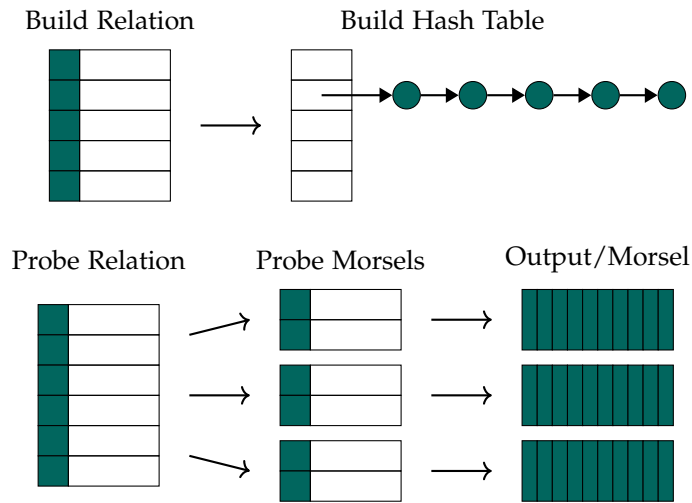 Build Relation
Build Hash Table
Probe Relation
Probe Morsels
Output/Morsel